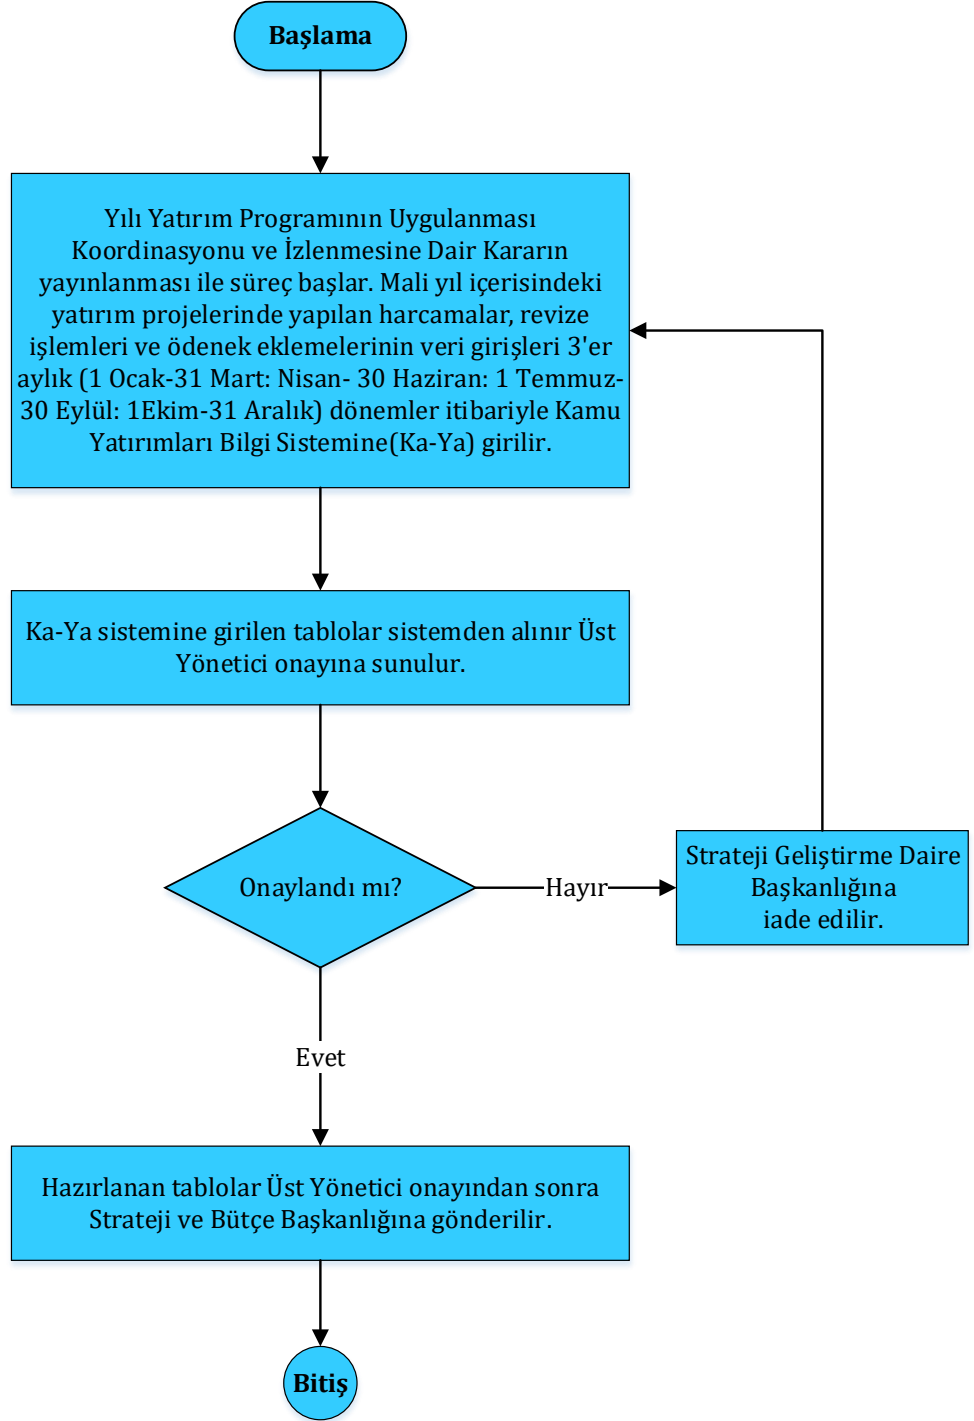 Başlama
Yılı Yatırım Programının Uygulanması
Koordinasyonu ve İzlenmesine Dair Kararın
yayınlanması ile süreç başlar. Mali yıl içerisindeki
yatırım projelerinde yapılan harcamalar, revize
işlemleri ve ödenek eklemelerinin veri girişleri 3'er
aylık (1 Ocak-31 Mart: Nisan- 30 Haziran: 1 Temmuz-
30 Eylül: 1Ekim-31 Aralık) dönemler itibariyle Kamu
Yatırımları Bilgi Sistemine(Ka-Ya) girilir.
Ka-Ya sistemine girilen tablolar sistemden alınır Üst
Yönetici onayına sunulur.
Onaylandı mı?
Hayır
Strateji Geliştirme Daire
Başkanlığına
iade edilir.
Evet
Hazırlanan tablolar Üst Yönetici onayından sonra
Strateji ve Bütçe Başkanlığına gönderilir.
Bitiş